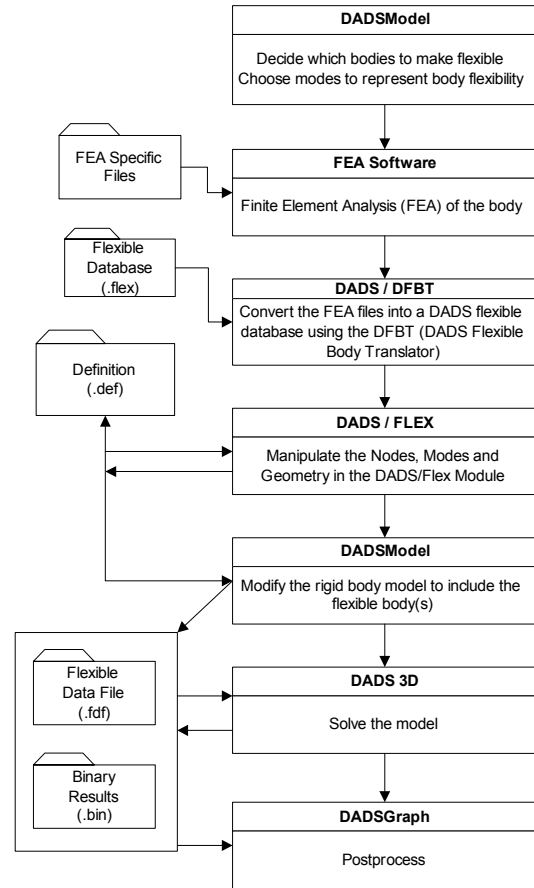 DADSModel
Decide which bodies to make flexible
Choose modes to represent body flexibility
FEA Specific
Files
FEA Software
Finite Element Analysis (FEA) of the body
Flexible
Database
(.flex)
DADS / DFBT
Convert the FEA files into a DADS flexible
database using the DFBT (DADS Flexible
Body Translator)
Definition
(.def)
DADS / FLEX
Manipulate the Nodes, Modes and
Geometry in the DADS/Flex Module
DADSModel
Modify the rigid body model to include the
flexible body(s)
Flexible
Data File
(.fdf)
DADS 3D
Solve the model
Binary
Results
(.bin)
DADSGraph
Postprocess